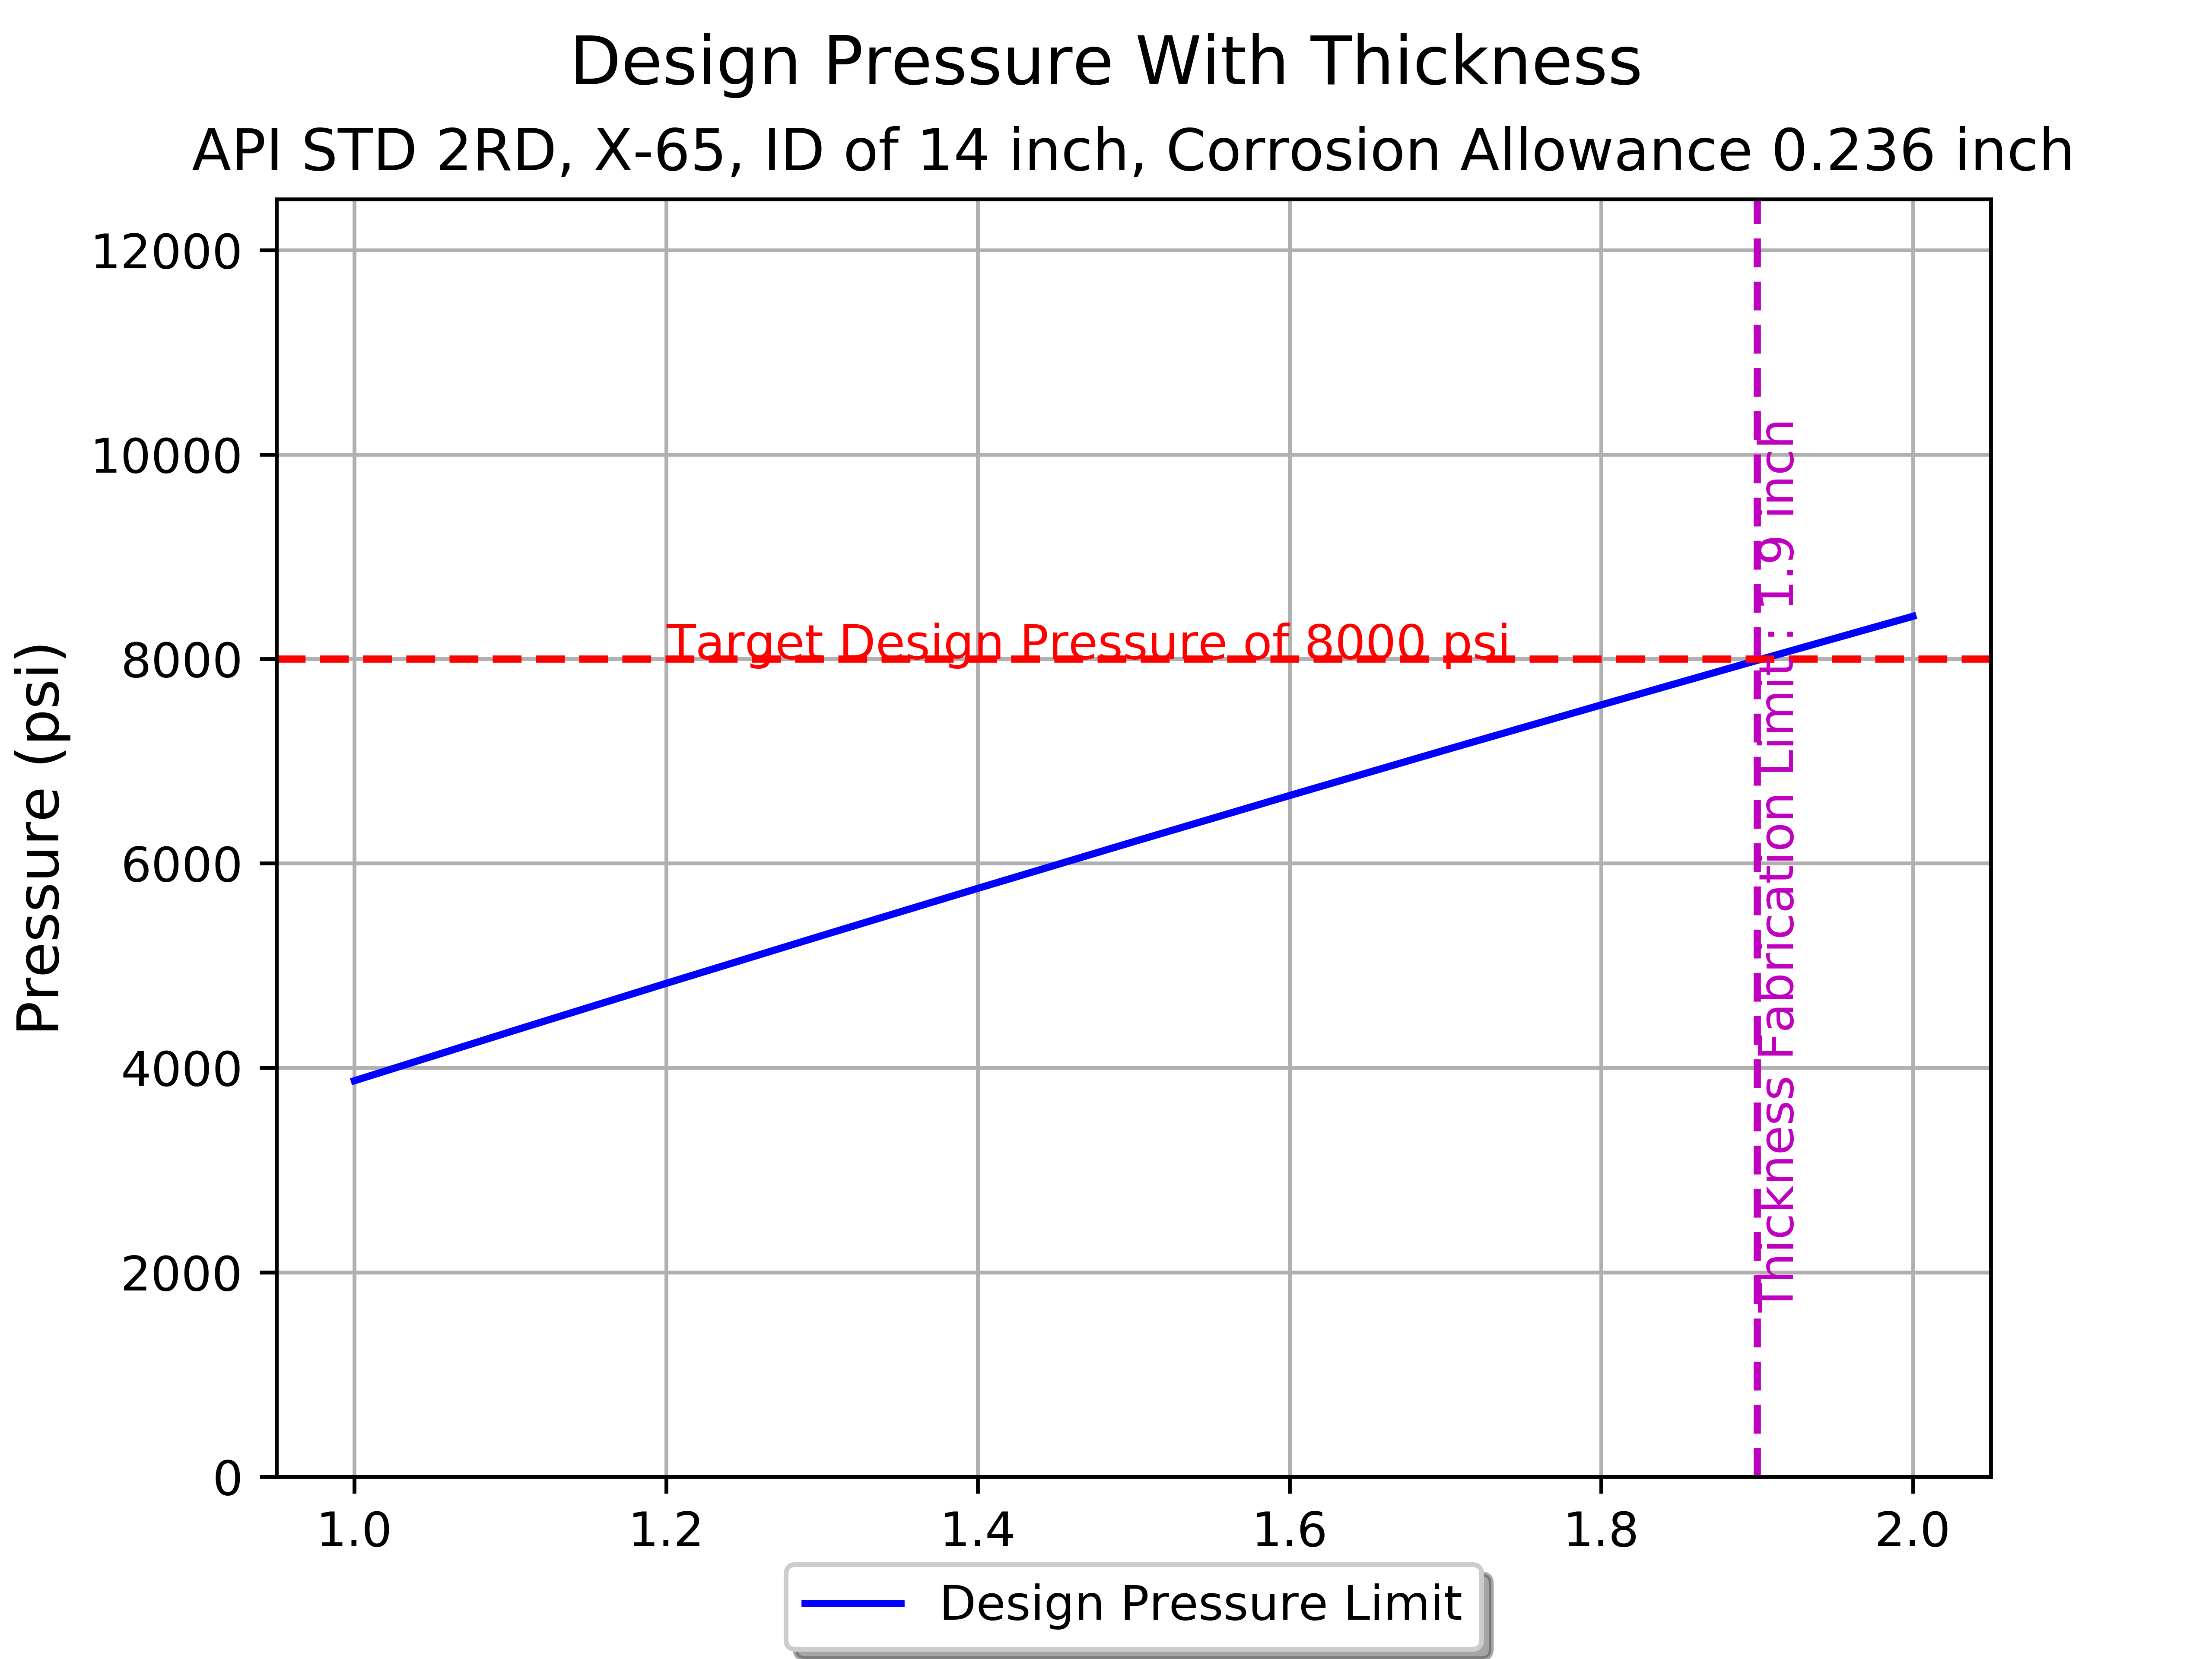 Design Pressure With Thickness
API STD 2RD, X-65, ID of 14 inch, Corrosion Allowance 0.236 inch
Pressure (psi)
12000
10000
8000
6000
4000
2000
0
Target Design Pressure of 8000 psi
Thickness Fabrication Limit: 1.9 inch
1.0
1.2
1.4
1.6
1.8
2.0
Design Pressure Limit